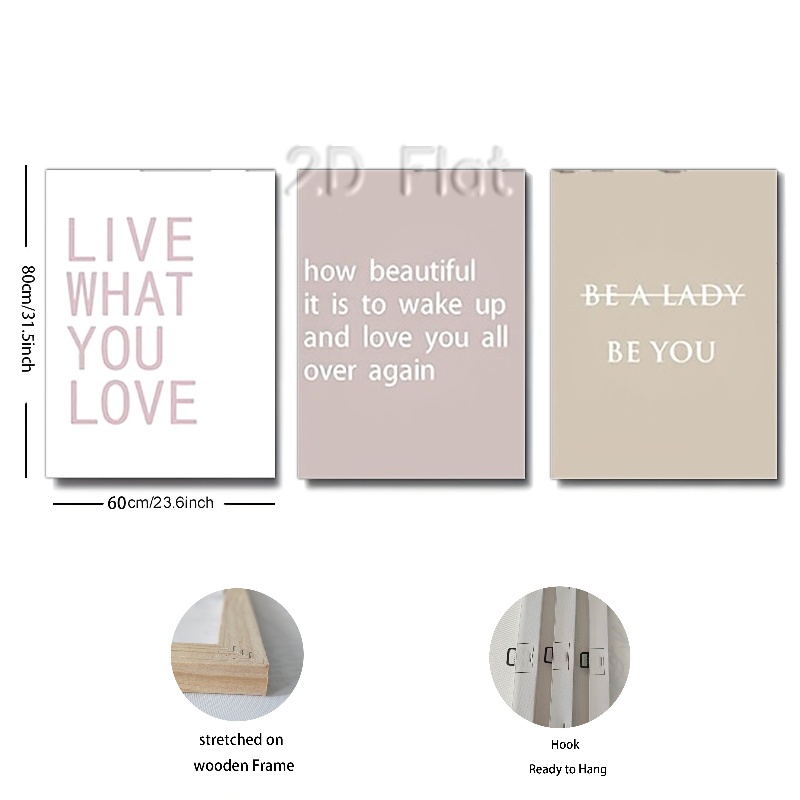 2D Flat
LIVE
WHAT
YOU
LOVE
how beautiful
it is to wake up
and love you all
over again
BE A LADY
BE YOU
80cm/31.5inch
60cm/23.6inch
stretched on
wooden Frame
Hook
Ready to Hang